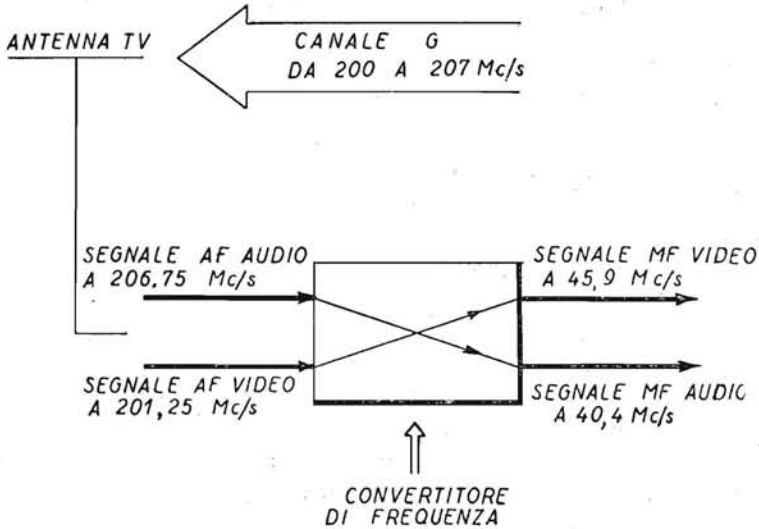 ANTENNA TV
CANALE G
DA 200 A 207 Mc/s
SEGNALE AF AUDIO
A 206.75 Mc/s
SEGNALE MF VIDEO
A 45,9 Mc/s
SEGNALE AF VIDEO
A 201,25 Mc/s
SEGNALE MF AUDIO
A 40,4 Mc/s
CONVERTITORE
DI FREQUENZA